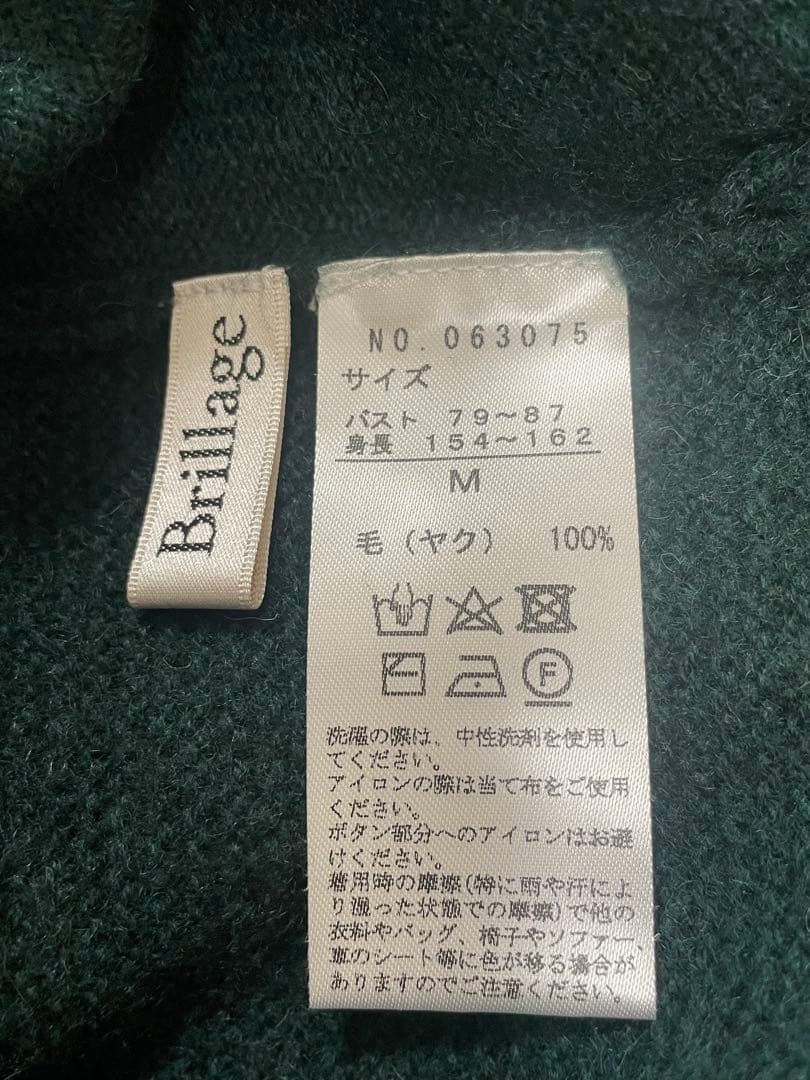 Brillage
NO.063075
サイズ
バスト 79～87
身長 154～162
M
毛（ヤク） 100%
F
洗濯の際は、中性洗剤を使用し
てください。
アイロンの際は当て布をご使用
ください。
ボタン部分へのアイロンはお避
けください。
着用時の摩擦(特に雨や汗によ
り湿った状態での摩擦)で他の
衣料やバッグ、椅子やソファー、
車のシート等に色が移る場合が
ありますのでご注意ください。